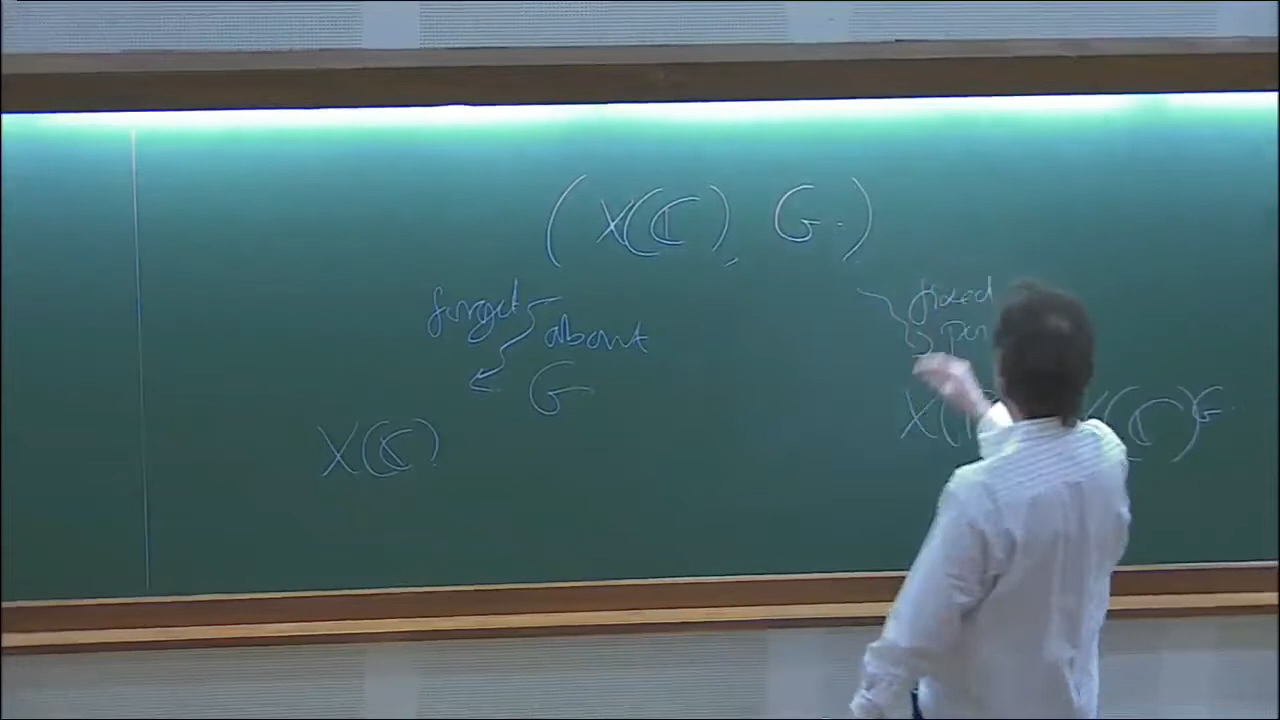 (X(ℂ), G)
forget about G
fixed
X(ℂ)
X( X(ℂ)^G